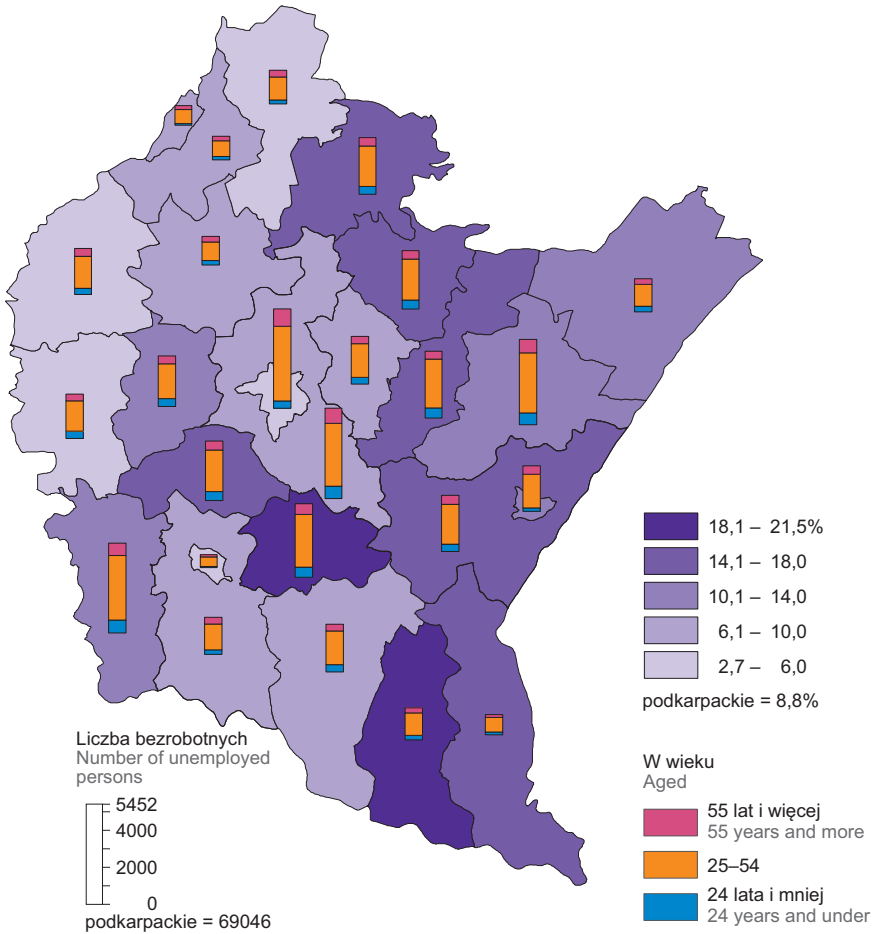 18,1 – 21,5%
14,1 – 18,0
10,1 – 14,0
6,1 – 10,0
2,7 – 6,0
podkarpackie = 8,8%
Liczba bezrobotnych
Number of unemployed
persons
5452
4000
2000
0
podkarpackie = 69046
W wieku
Aged
55 lat i więcej
55 years and more
25–54
24 lata i mniej
24 years and under